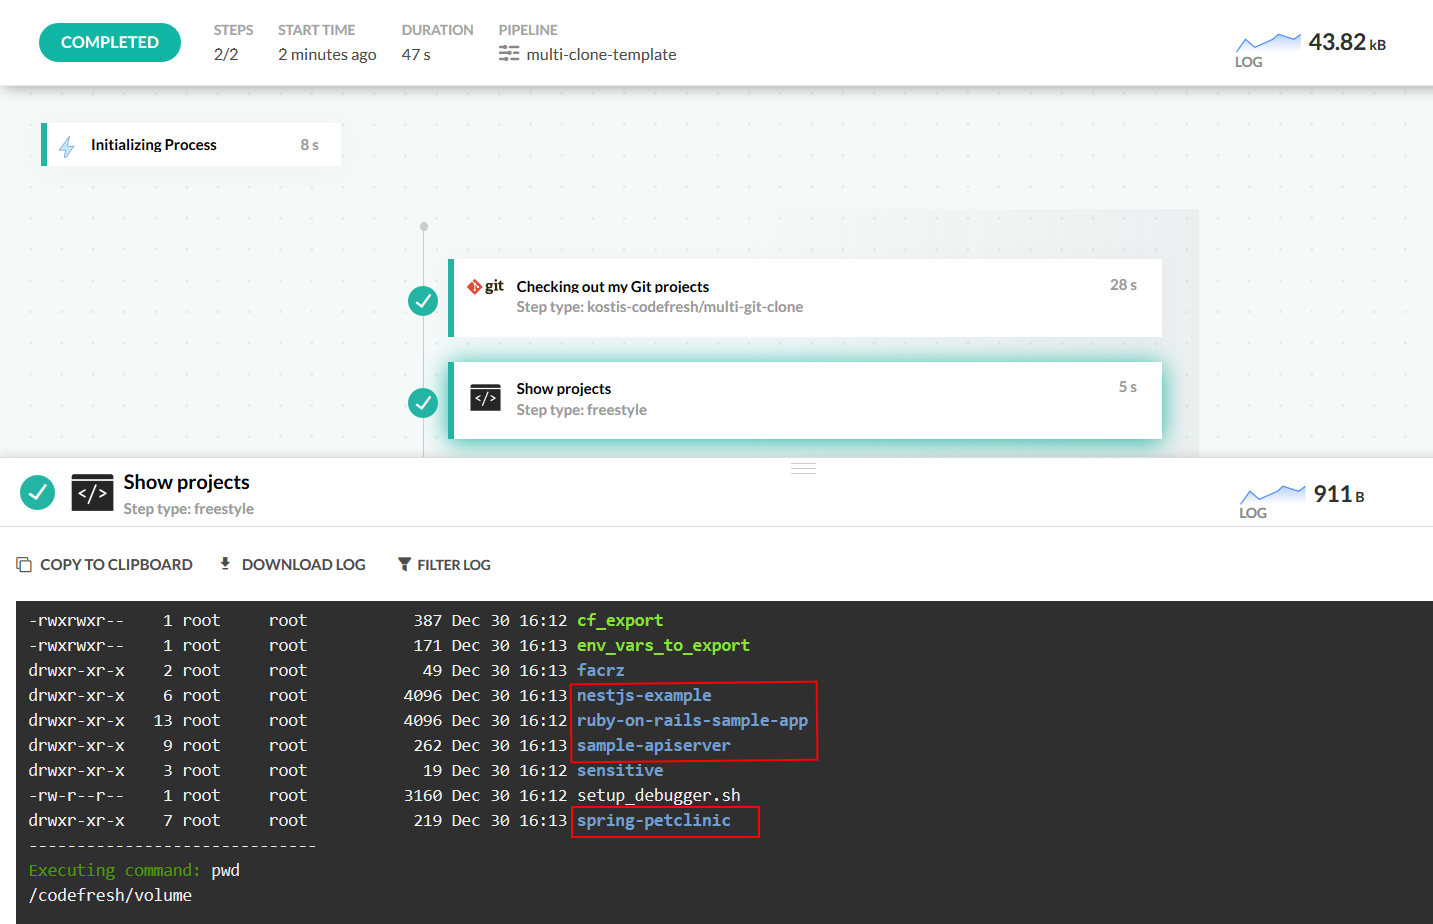 COMPLETED
STEPS
2/2
START TIME
2 minutes ago
DURATION
47 s
PIPELINE
multi-clone-template
LOG
43.82 kB
Initializing Process 8 s
git
Checking out my Git projects 28 s
Step type: kostis-codefresh/multi-git-clone
</> Show projects 5 s
Step type: freestyle
</> Show projects
Step type: freestyle
LOG
911 B
COPY TO CLIPBOARD DOWNLOAD LOG FILTER LOG
-rwxrwxr-- 1 root root 387 Dec 30 16:12 cf_export
-rwxrwxr-- 1 root root 171 Dec 30 16:13 env_vars_to_export
drwxr-xr-x 2 root root 49 Dec 30 16:13 facrz
drwxr-xr-x 6 root root 4096 Dec 30 16:13 nestjs-example
drwxr-xr-x 13 root root 4096 Dec 30 16:12 ruby-on-rails-sample-app
drwxr-xr-x 9 root root 262 Dec 30 16:13 sample-apiserver
drwxr-xr-x 3 root root 19 Dec 30 16:12 sensitive
-rw-r--r-- 1 root root 3160 Dec 30 16:12 setup_debugger.sh
drwxr-xr-x 7 root root 219 Dec 30 16:13 spring-petclinic
------------------------------
Executing command: pwd
/codefresh/volume